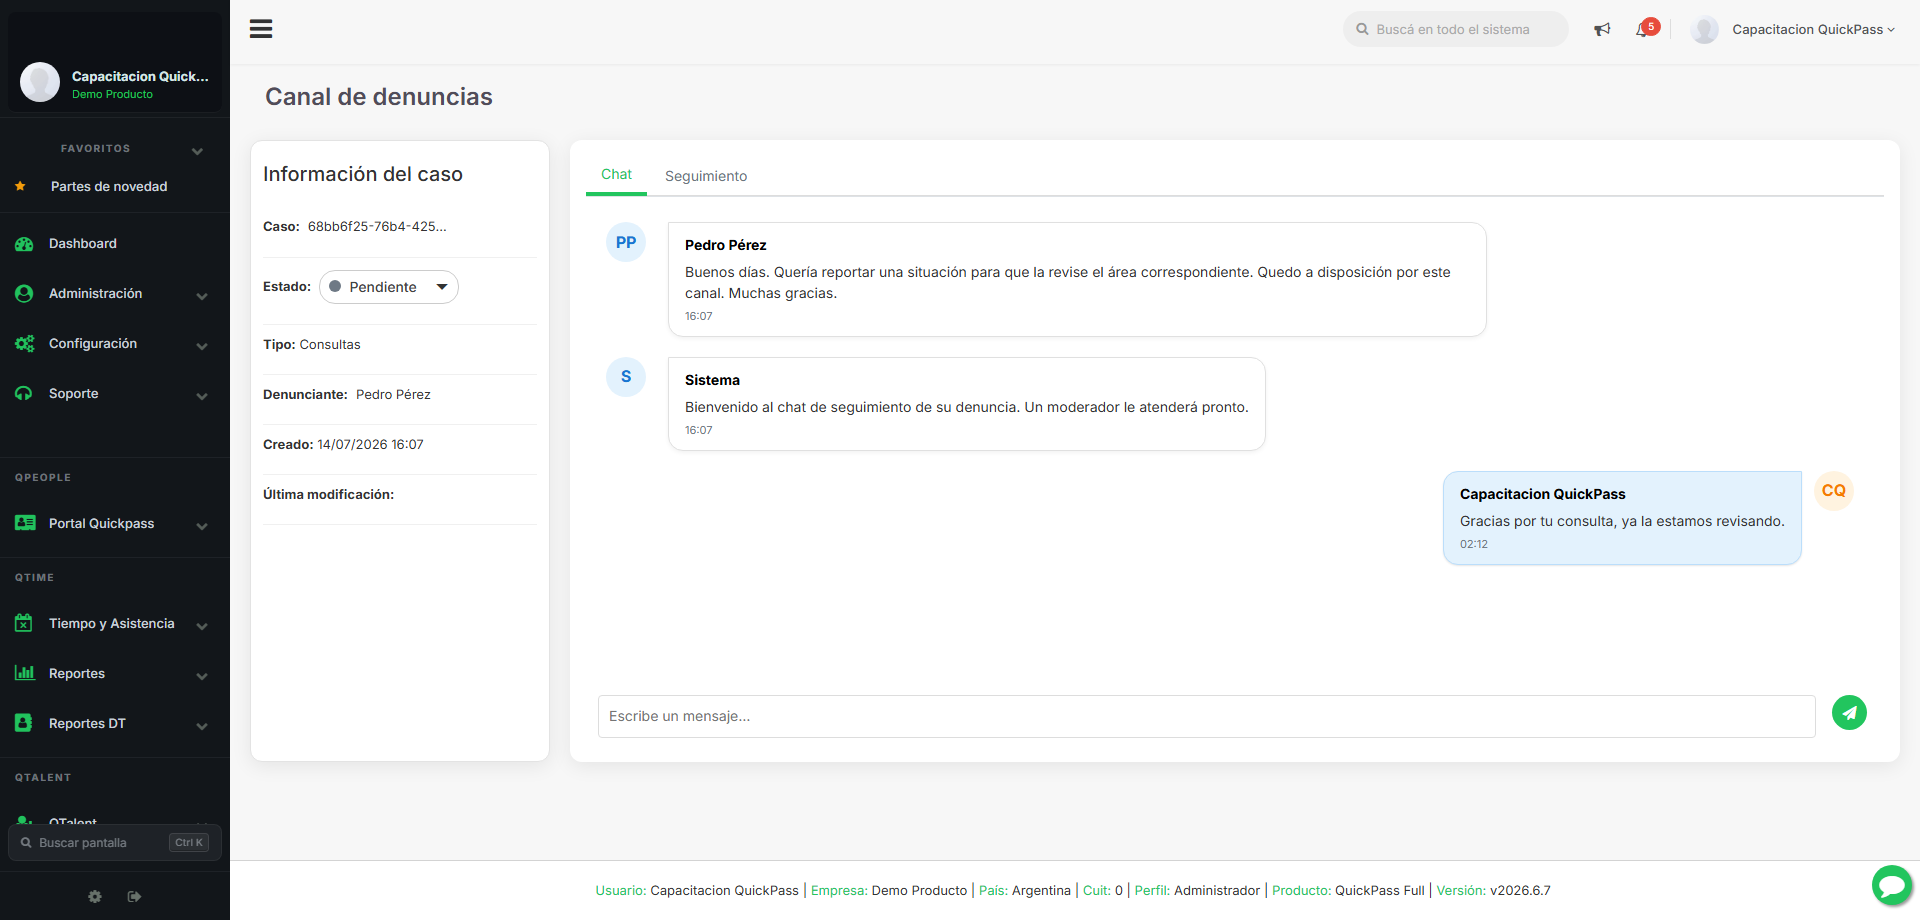 Capacitacion Quick...
Demo Producto
FAVORITOS
Partes de novedad
Dashboard
Administración
Configuración
Soporte
QPEOPLE
Portal Quickpass
QTIME
Tiempo y Asistencia
Reportes
Reportes DT
QTALENT
QTalent
Buscar pantalla
Ctrl K
Buscá en todo el sistema
5
Capacitacion QuickPass
Canal de denuncias
Información del caso
Caso: 68bb6f25-76b4-425...
Estado: Pendiente
Tipo: Consultas
Denunciante: Pedro Pérez
Creado: 14/07/2026 16:07
Última modificación:
Chat
Seguimiento
PP
Pedro Pérez
Buenos días. Quería reportar una situación para que la revise el área correspondiente. Quedo a disposición por este
canal. Muchas gracias.
16:07
S
Sistema
Bienvenido al chat de seguimiento de su denuncia. Un moderador le atenderá pronto.
16:07
Capacitacion QuickPass
CQ
Gracias por tu consulta, ya la estamos revisando.
02:12
Escribe un mensaje...
Usuario: Capacitacion QuickPass | Empresa: Demo Producto | País: Argentina | Cuit: 0 | Perfil: Administrador | Producto: QuickPass Full | Versión: v2026.6.7